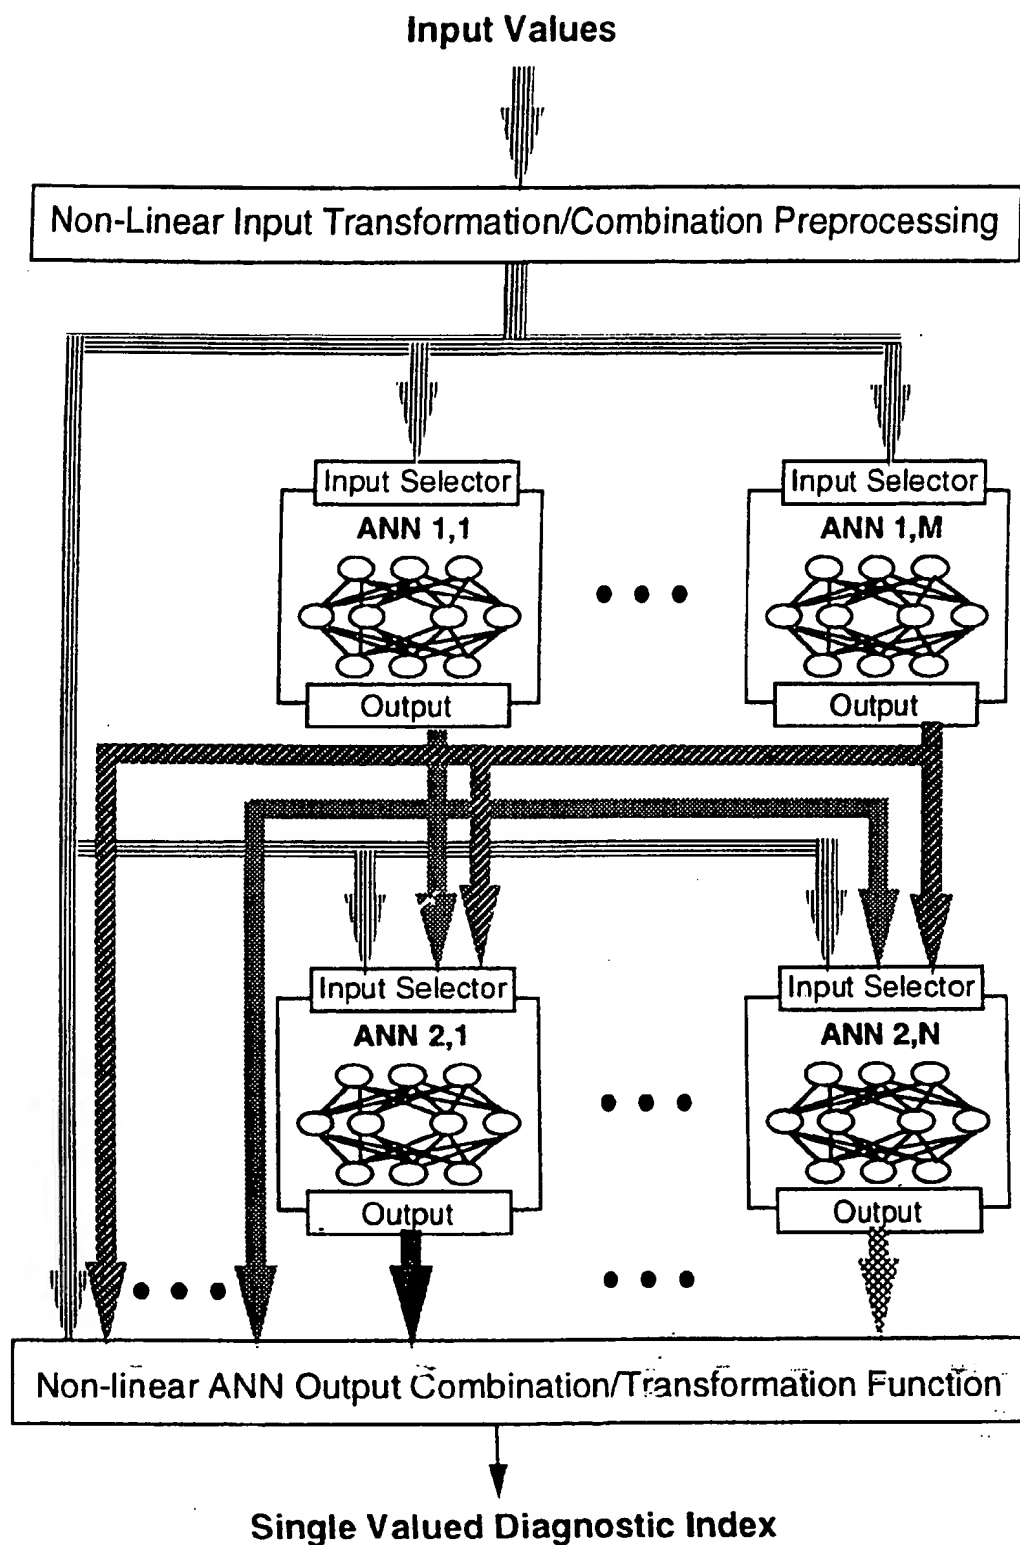 Input Values
Non-Linear Input Transformation/Combination Preprocessing
Input Selector
ANN 1,1
Output
Input Selector
ANN 1,M
Output
Input Selector
ANN 2,1
Output
Input Selector
ANN 2,N
Output
Non-linear ANN Output Combination/Transformation Function
Single Valued Diagnostic Index